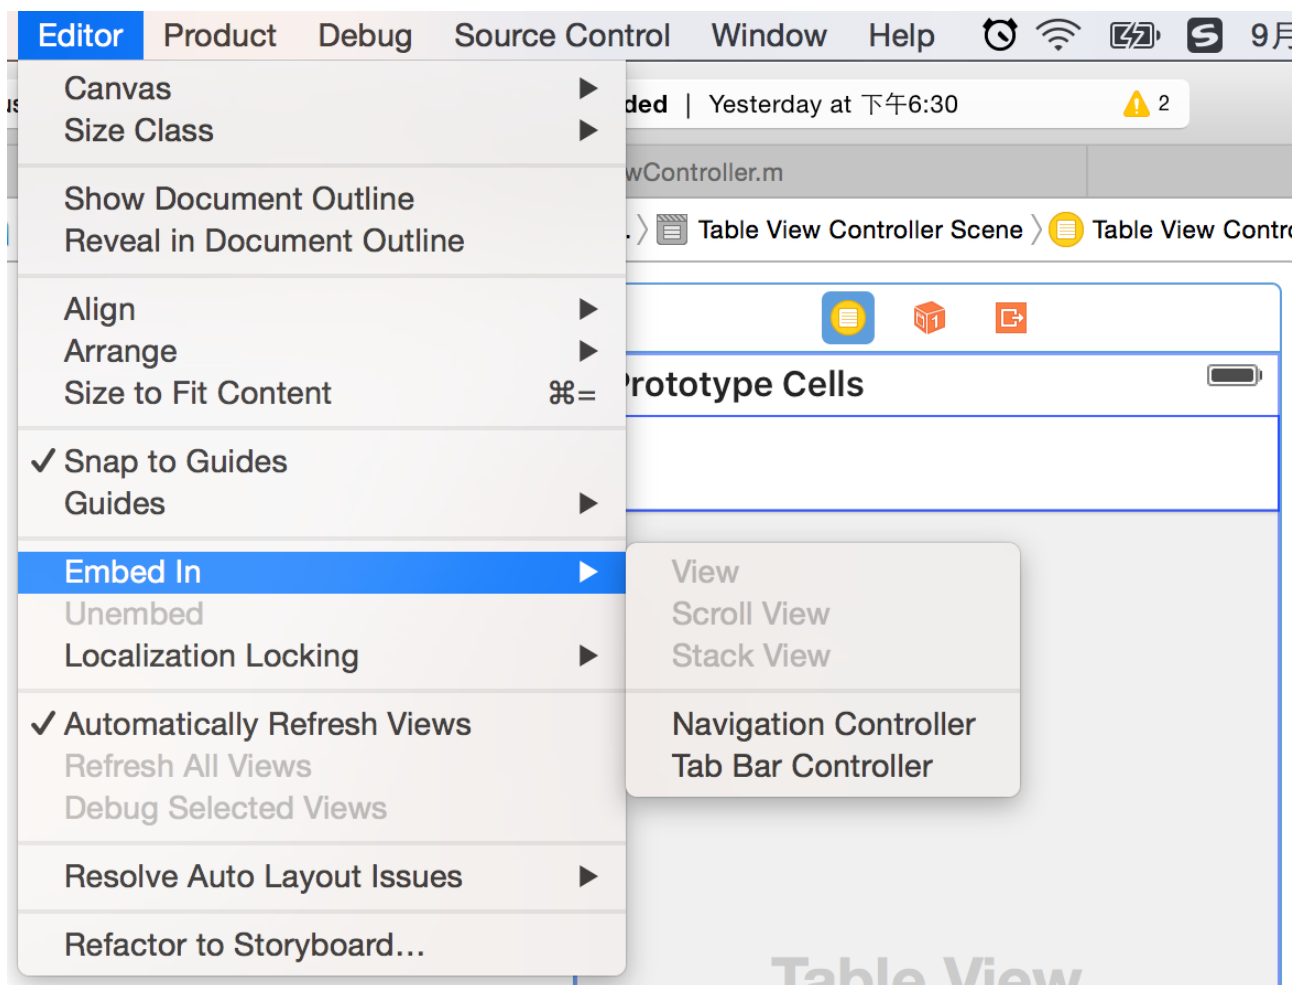 Editor Product Debug Source Control Window Help 9月
Canvas
Size Class
Show Document Outline
Reveal in Document Outline
Align
Arrange
Size to Fit Content ⌘=
✓ Snap to Guides
Guides
Embed In
Unembed
Localization Locking
✓ Automatically Refresh Views
Refresh All Views
Debug Selected Views
Resolve Auto Layout Issues
Refactor to Storyboard...
View
Scroll View
Stack View
Navigation Controller
Tab Bar Controller
ded | Yesterday at 下午6:30 2
wController.m
Table View Controller Scene Table View Contr
rototype Cells
Table View